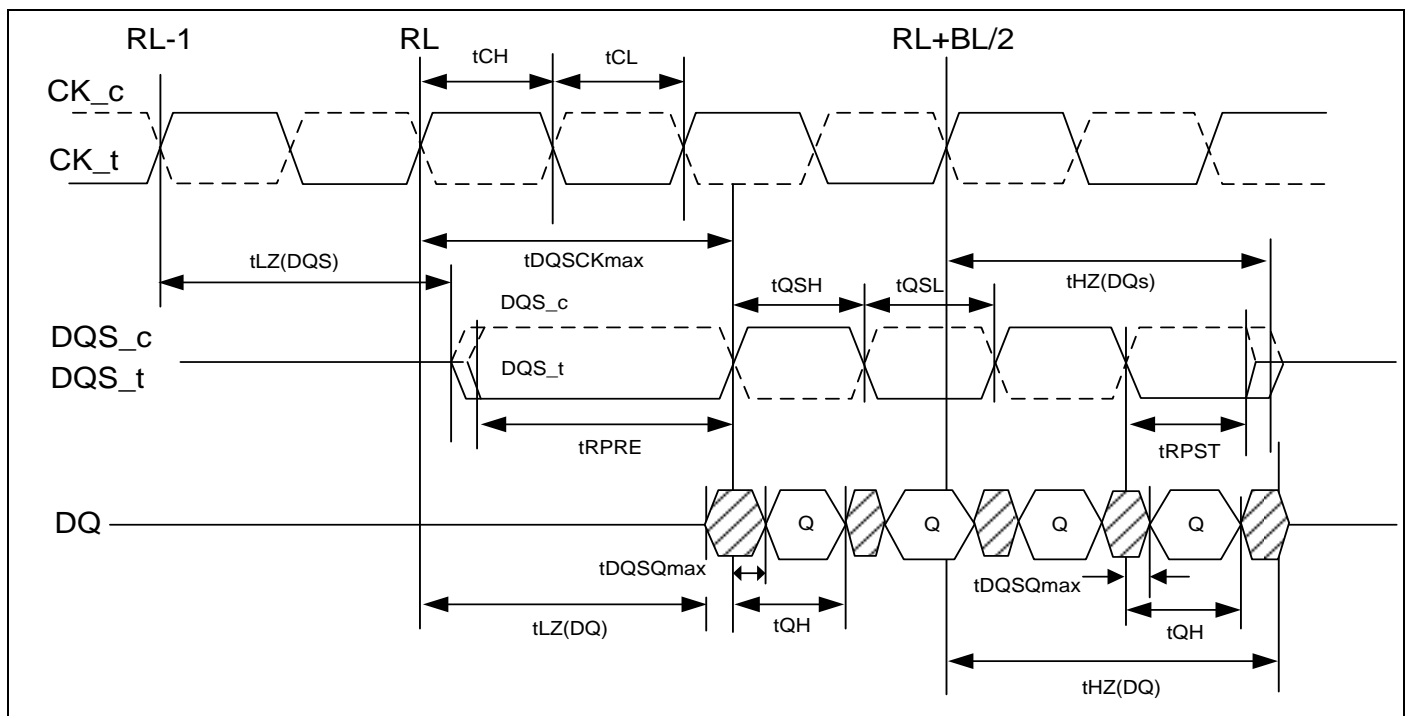 RL-1 RL RL+BL/2
tCH tCL
CK_c
CK_t
tLZ(DQS) tDQSCKmax tHZ(DQs)
tQSH tQSL
DQS_c
DQS_c
DQS_t
DQS_t
tRPRE tRPST
DQ Q Q Q Q
tDQSQmax tDQSQmax
tLZ(DQ) tQH tQH
tHZ(DQ)